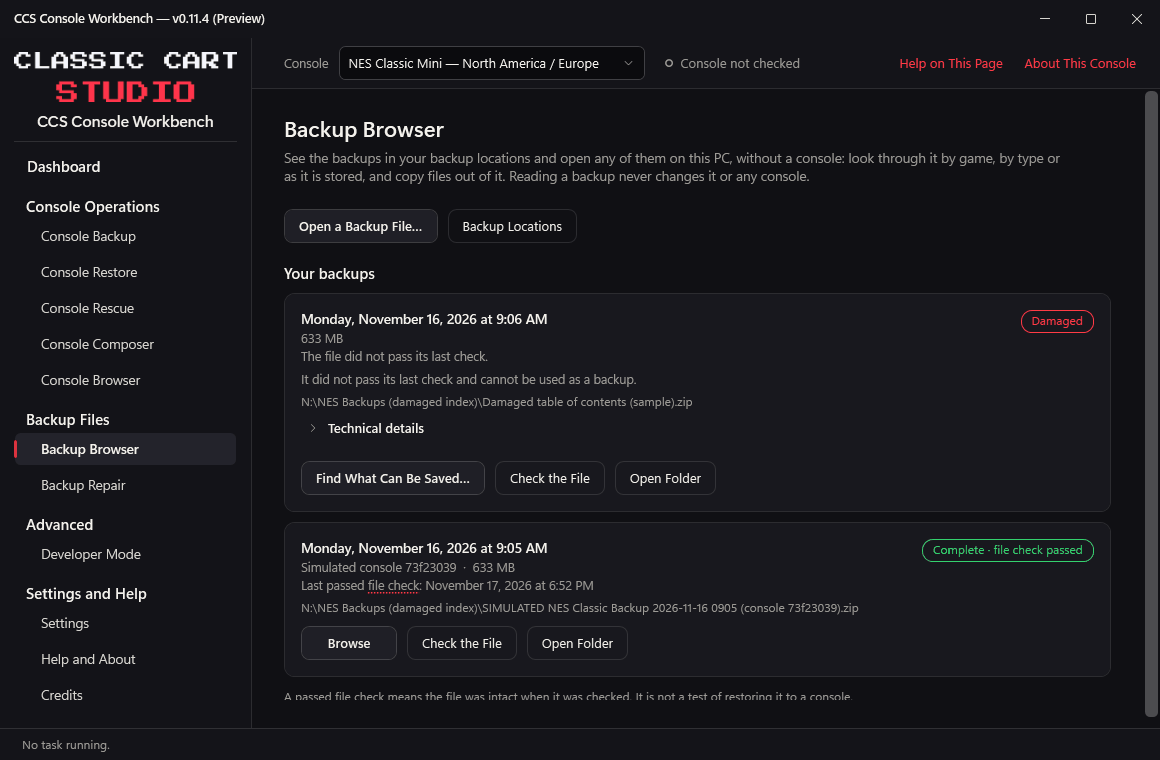 CCS Console Workbench — v0.11.4 (Preview)
CLASSIC CART
STUDIO
CCS Console Workbench
Dashboard
Console Operations
Console Backup
Console Restore
Console Rescue
Console Composer
Console Browser
Backup Files
Backup Browser
Backup Repair
Advanced
Developer Mode
Settings and Help
Settings
Help and About
Credits
Console
NES Classic Mini — North America / Europe
Console not checked
Help on This Page
About This Console
Backup Browser
See the backups in your backup locations and open any of them on this PC, without a console: look through it by game, by type or
as it is stored, and copy files out of it. Reading a backup never changes it or any console.
Open a Backup File...
Backup Locations
Your backups
Monday, November 16, 2026 at 9:06 AM
Damaged
633 MB
The file did not pass its last check.
It did not pass its last check and cannot be used as a backup.
N:\NES Backups (damaged index)\Damaged table of contents (sample).zip
Technical details
Find What Can Be Saved...
Check the File
Open Folder
Monday, November 16, 2026 at 9:05 AM
Complete · file check passed
Simulated console 73f23039 · 633 MB
Last passed file check: November 17, 2026 at 6:52 PM
N:\NES Backups (damaged index)\SIMULATED NES Classic Backup 2026-11-16 0905 (console 73f23039).zip
Browse
Check the File
Open Folder
A passed file check means the file was intact when it was checked. It is not a test of restoring it to a console.
No task running.